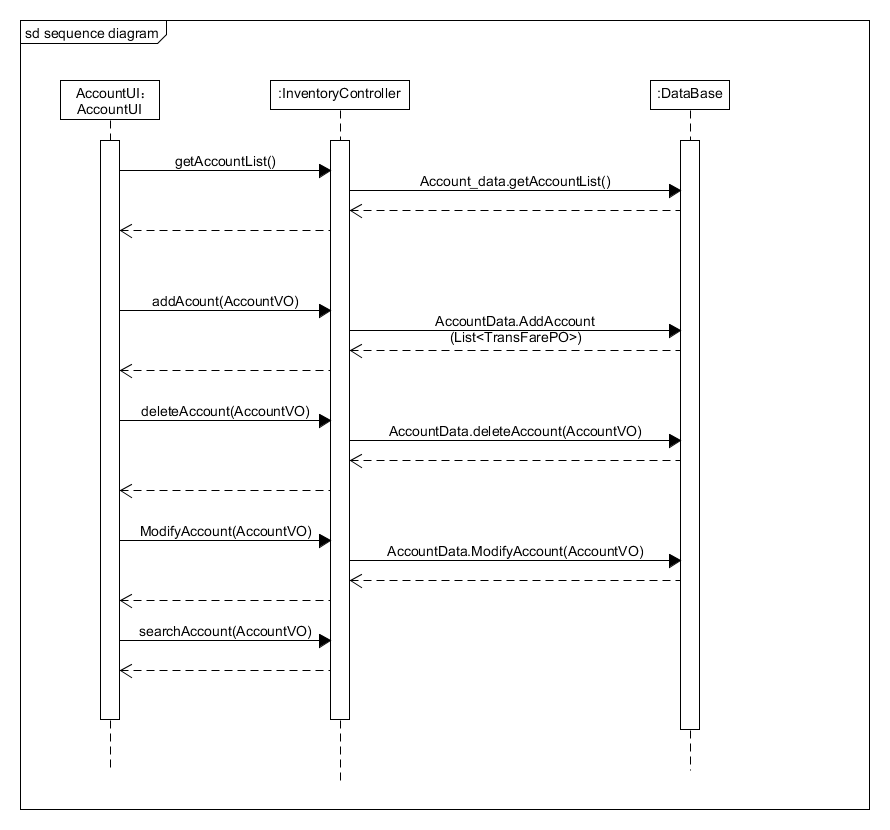 sd sequence diagram
AccountUI：
AccountUI
:InventoryController
:DataBase
getAccountList()
Account_data.getAccountList()
addAcount(AccountVO)
AccountData.AddAccount
(List<TransFarePO>)
deleteAccount(AccountVO)
AccountData.deleteAccount(AccountVO)
ModifyAccount(AccountVO)
AccountData.ModifyAccount(AccountVO)
searchAccount(AccountVO)